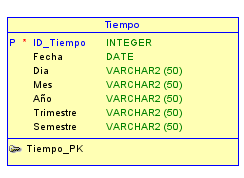 Tiempo
P * ID_Tiempo INTEGER
Fecha DATE
Dia VARCHAR2 (50)
Mes VARCHAR2 (50)
Año VARCHAR2 (50)
Trimestre VARCHAR2 (50)
Semestre VARCHAR2 (50)
Tiempo_PK